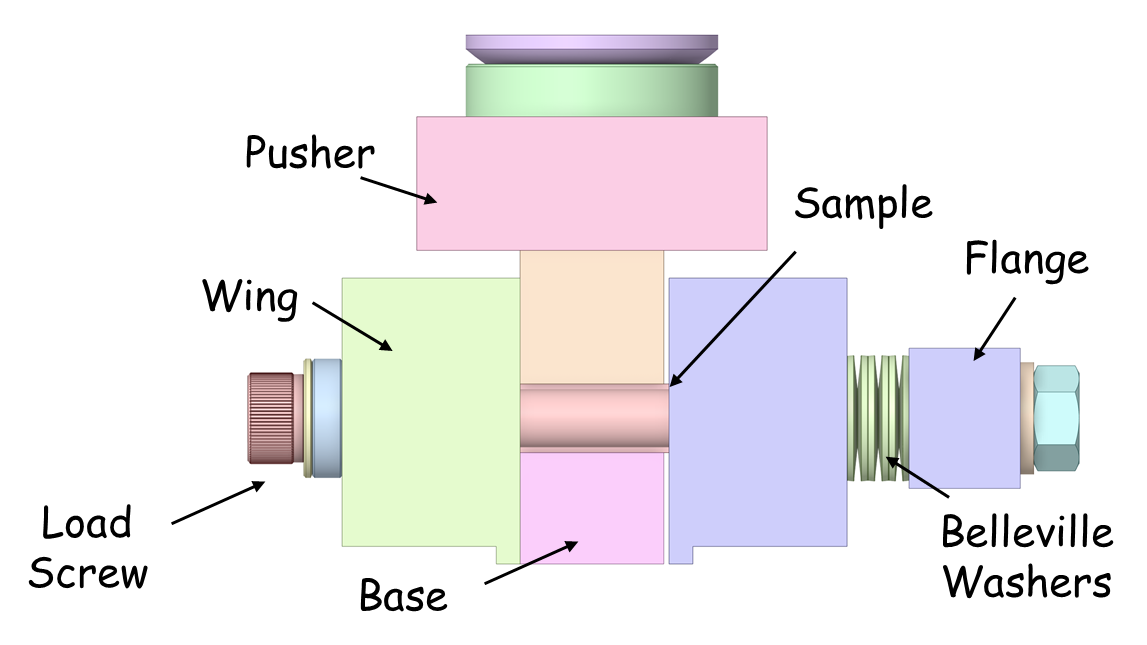 Pusher
Sample
Flange
Wing
Load
Screw
Base
Belleville
Washers